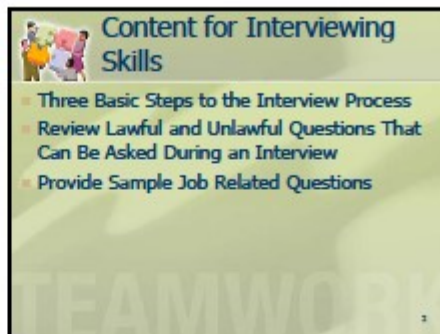 Content for Interviewing
Skills
Three Basic Steps to the Interview Process
Review Lawful and Unlawful Questions That
Can Be Asked During an Interview
Provide Sample Job Related Questions
TEAMWORK